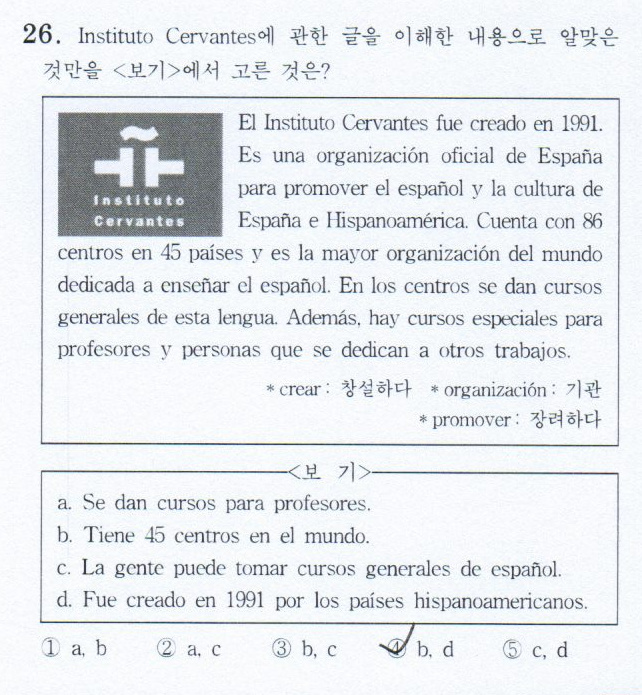 26. Instituto Cervantes에 관한 글을 이해한 내용으로 알맞은
것만을 <보기>에서 고른 것은?
El Instituto Cervantes fue creado en 1991.
Es una organización oficial de España
para promover el español y la cultura de
España e Hispanoamérica. Cuenta con 86
Instituto
Cervantes
centros en 45 países y es la mayor organización del mundo
dedicada a enseñar el español. En los centros se dan cursos
generales de esta lengua. Además, hay cursos especiales para
profesores y personas que se dedican a otros trabajos.
* crear : 창설하다 * organización : 기관
* promover : 장려하다
<보 기>
a. Se dan cursos para profesores.
b. Tiene 45 centros en el mundo.
c. La gente puede tomar cursos generales de español.
d. Fue creado en 1991 por los países hispanoamericanos.
① a, b ② a, c ③ b, c ④ b, d ⑤ c, d